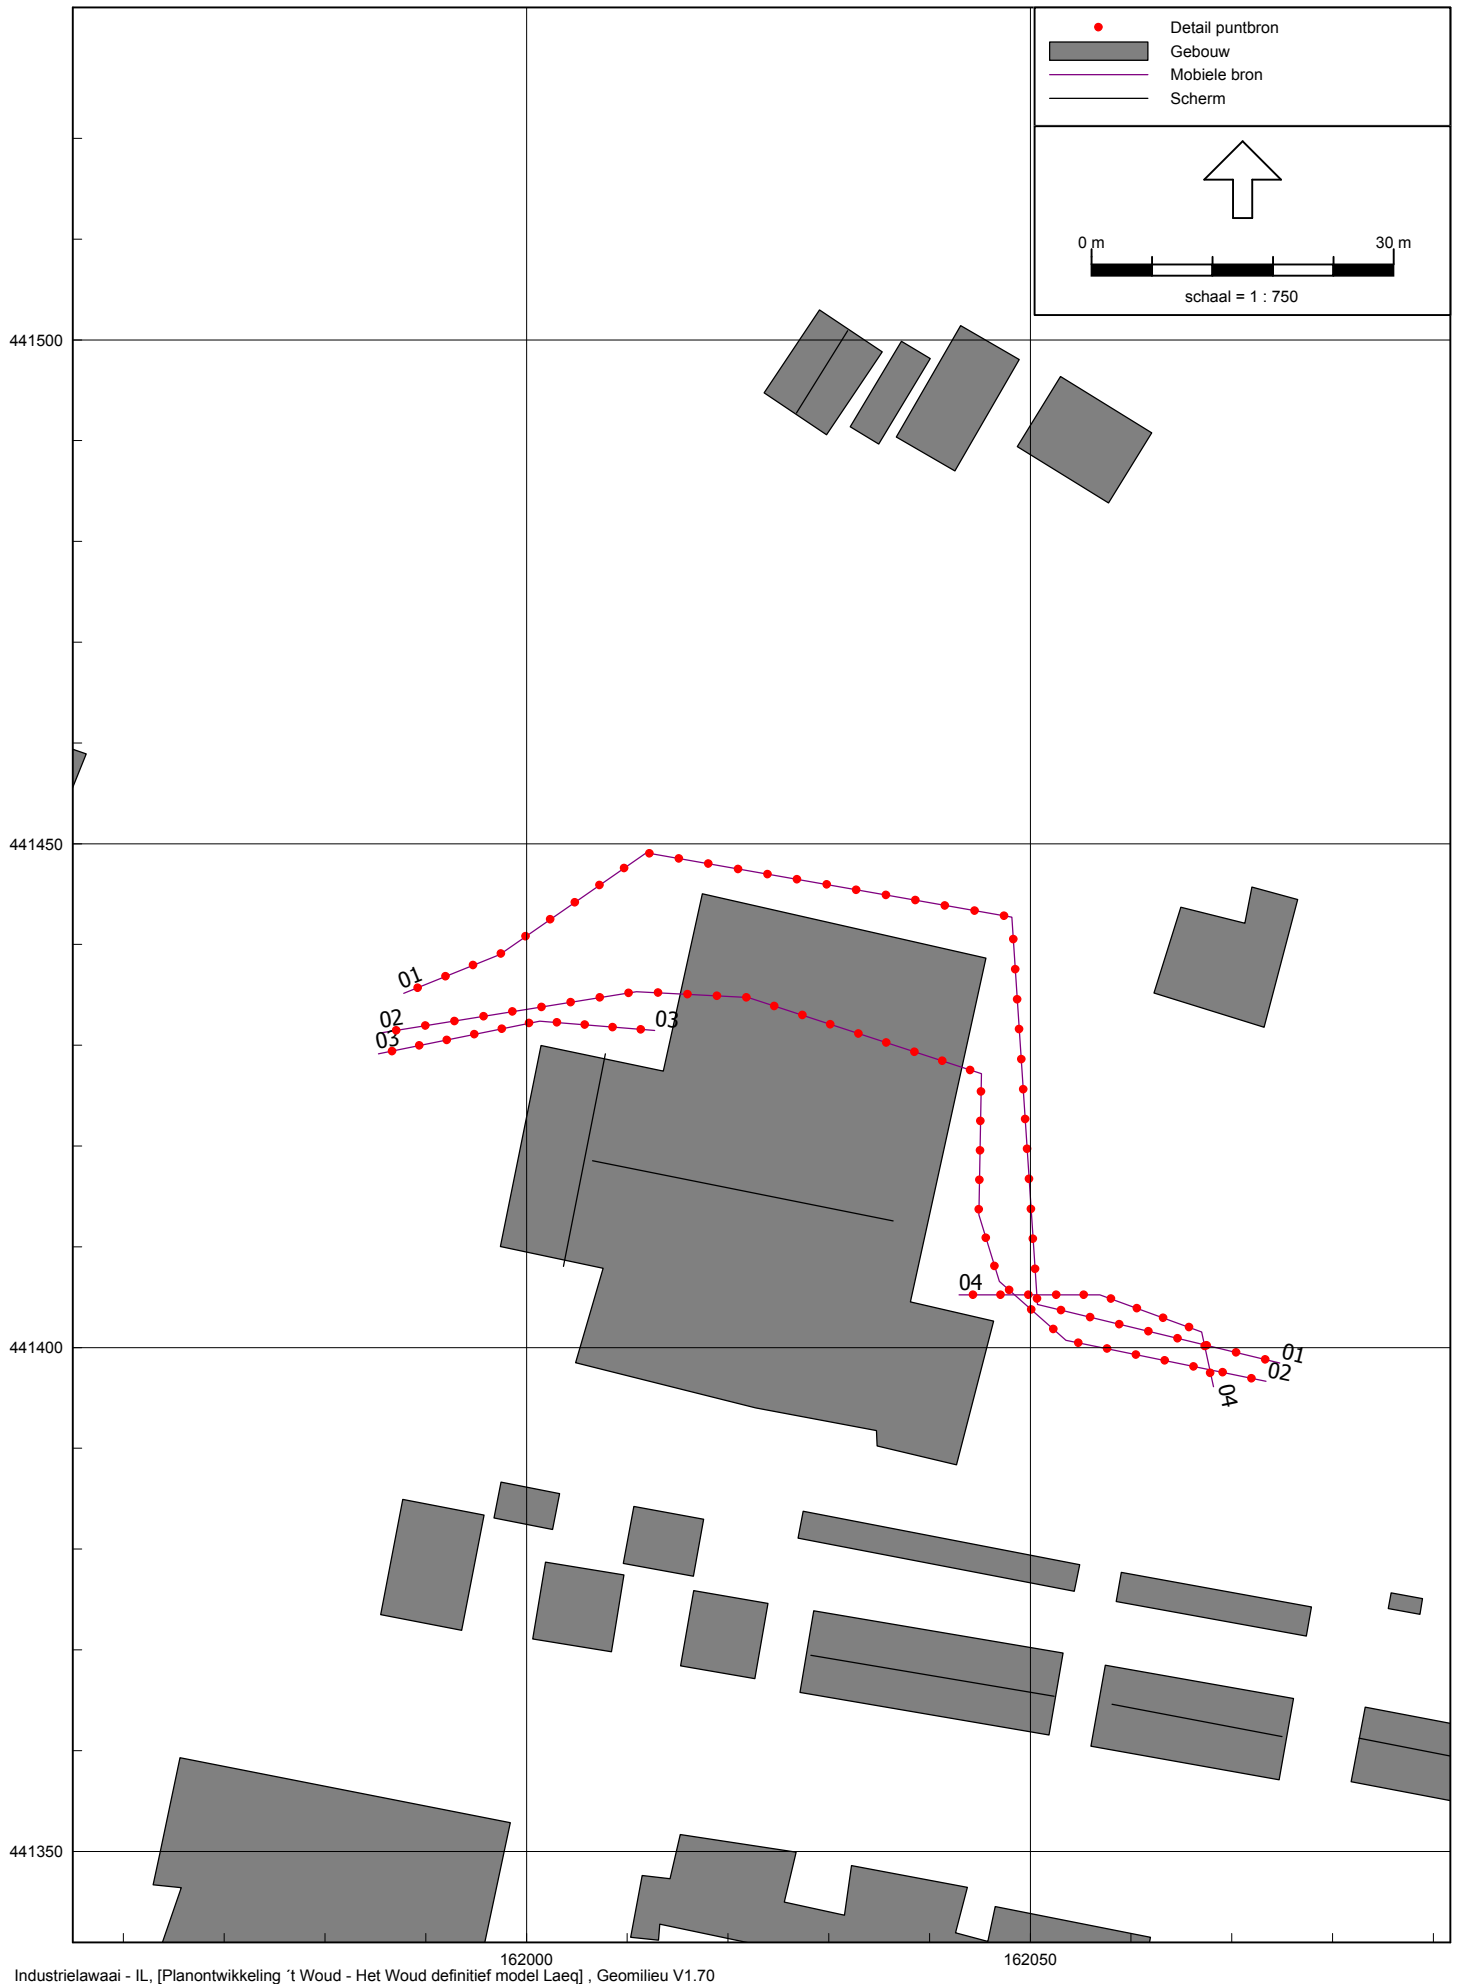 Detail puntbron
Gebouw
Mobiele bron
Scherm
0 m 30 m
schaal = 1 : 750
441500
441450
01
02
03
03
04
441400
01
02
04
441350
162000 162050
Industrielawaai - IL, [Planontwikkeling ´t Woud - Het Woud definitief model Laeq] , Geomilieu V1.70